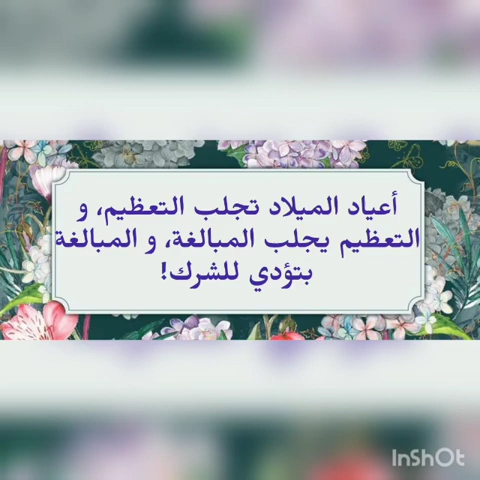 أعياد الميلاد تجلب التعظيم، و
التعظيم يجلب المبالغة، و المبالغة
بتؤدي للشرك!
InShOt